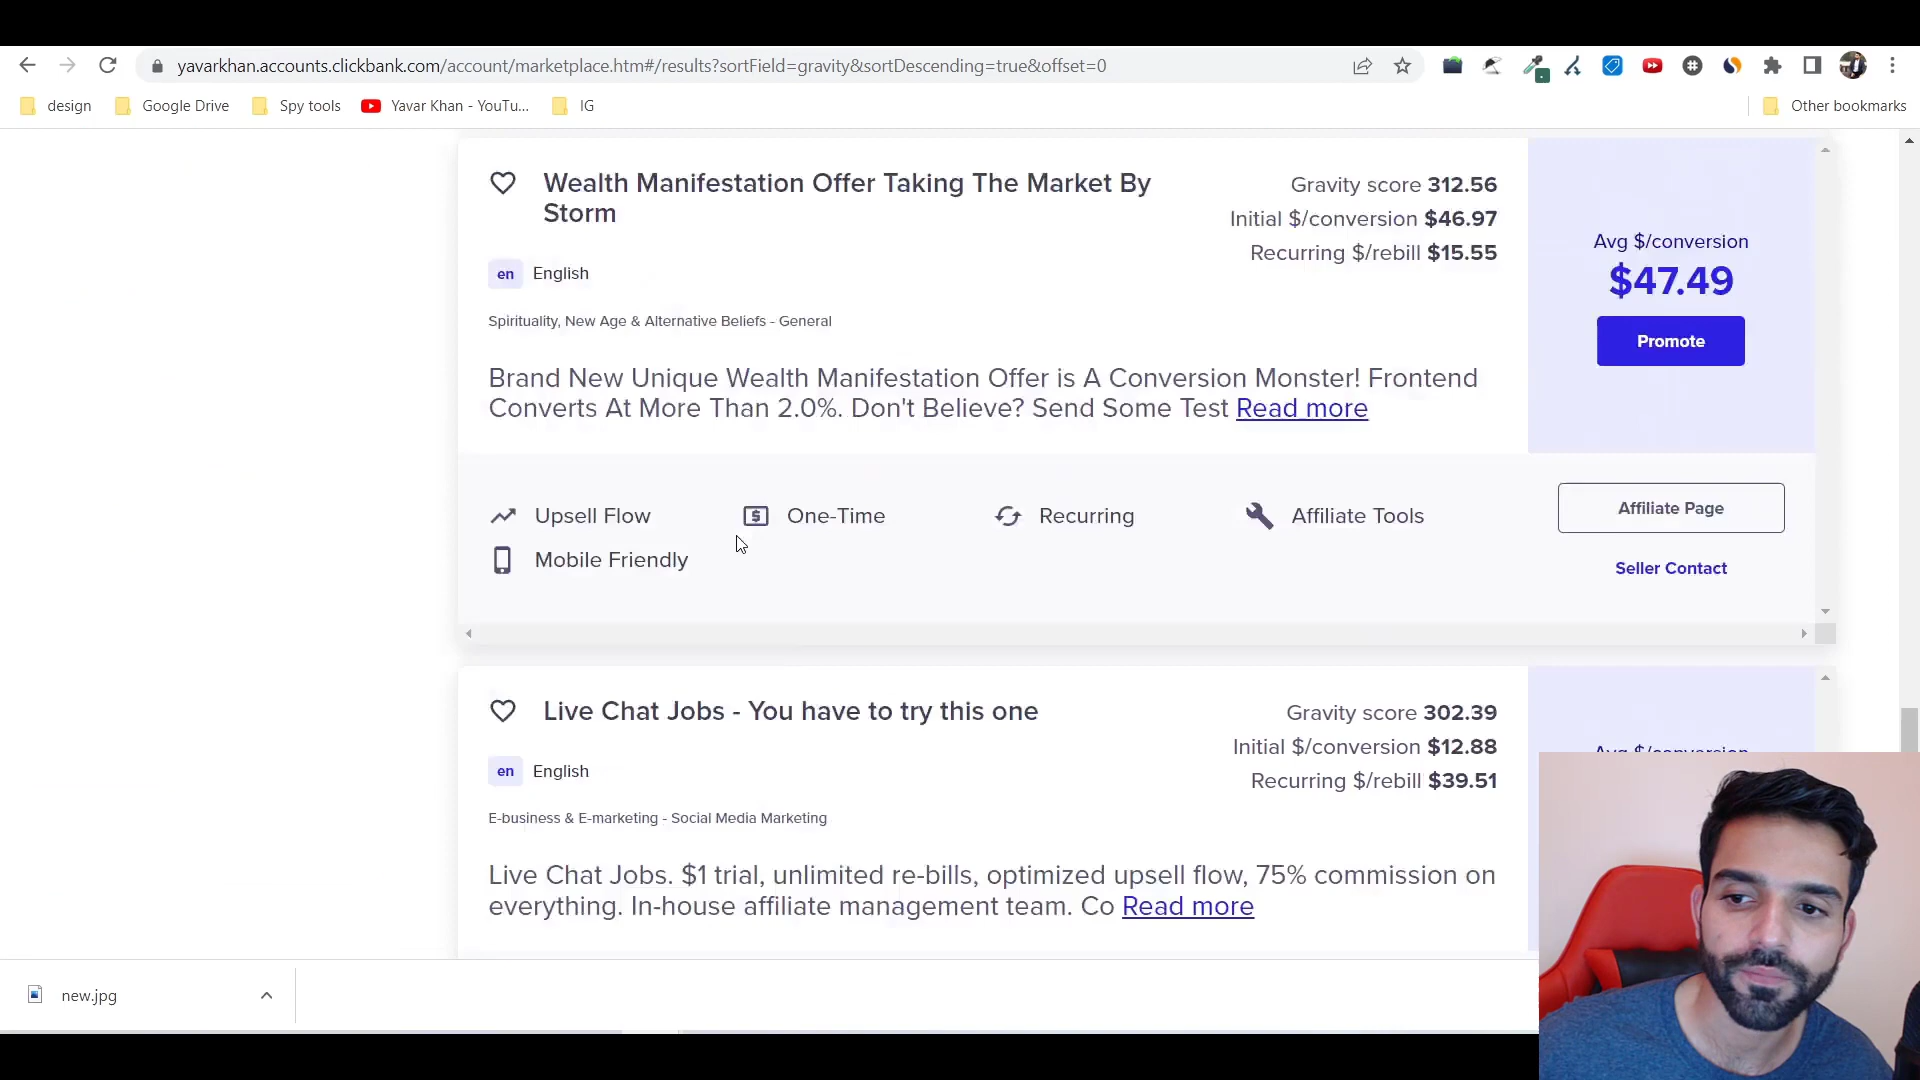 yavarkhan.accounts.clickbank.com/account/marketplace.htm#/results?sortField=gravity&sortDescending=true&offset=0
design
Google Drive
Spy tools
Yavar Khan - YouTu...
IG
Other bookmarks
Wealth Manifestation Offer Taking The Market By
Storm
Gravity score 312.56
Initial $/conversion $46.97
Recurring $/rebill $15.55
Avg $/conversion
$47.49
Promote
en English
Spirituality, New Age & Alternative Beliefs - General
Brand New Unique Wealth Manifestation Offer is A Conversion Monster! Frontend
Converts At More Than 2.0%. Don't Believe? Send Some Test Read more
Upsell Flow
One-Time
Recurring
Affiliate Tools
Mobile Friendly
Affiliate Page
Seller Contact
Live Chat Jobs - You have to try this one
Gravity score 302.39
Initial $/conversion $12.88
Recurring $/rebill $39.51
Avg $/conversion
en English
E-business & E-marketing - Social Media Marketing
Live Chat Jobs. $1 trial, unlimited re-bills, optimized upsell flow, 75% commission on
everything. In-house affiliate management team. Co Read more
new.jpg